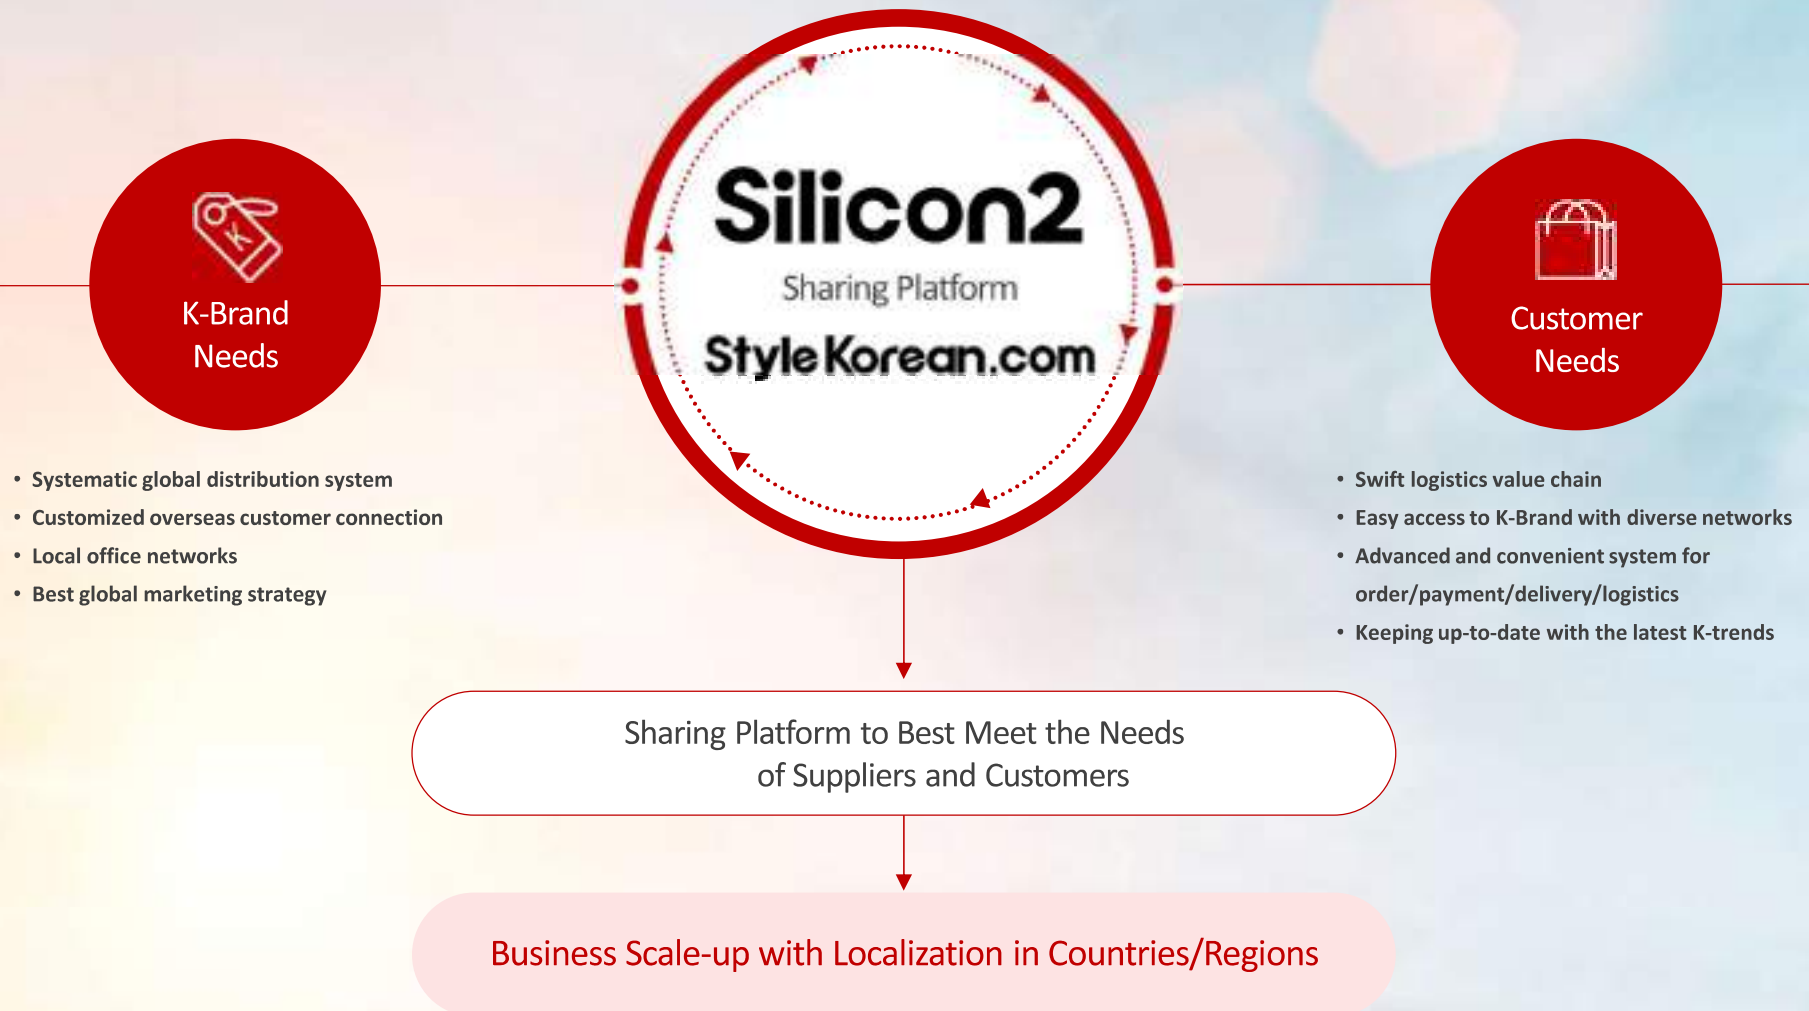 Silicon2
Sharing Platform
StyleKorean.com
K
K-Brand
Needs
• Systematic global distribution system
• Customized overseas customer connection
• Local office networks
• Best global marketing strategy
Customer
Needs
• Swift logistics value chain
• Easy access to K-Brand with diverse networks
• Advanced and convenient system for
order/payment/delivery/logistics
• Keeping up-to-date with the latest K-trends
Sharing Platform to Best Meet the Needs
of Suppliers and Customers
Business Scale-up with Localization in Countries/Regions